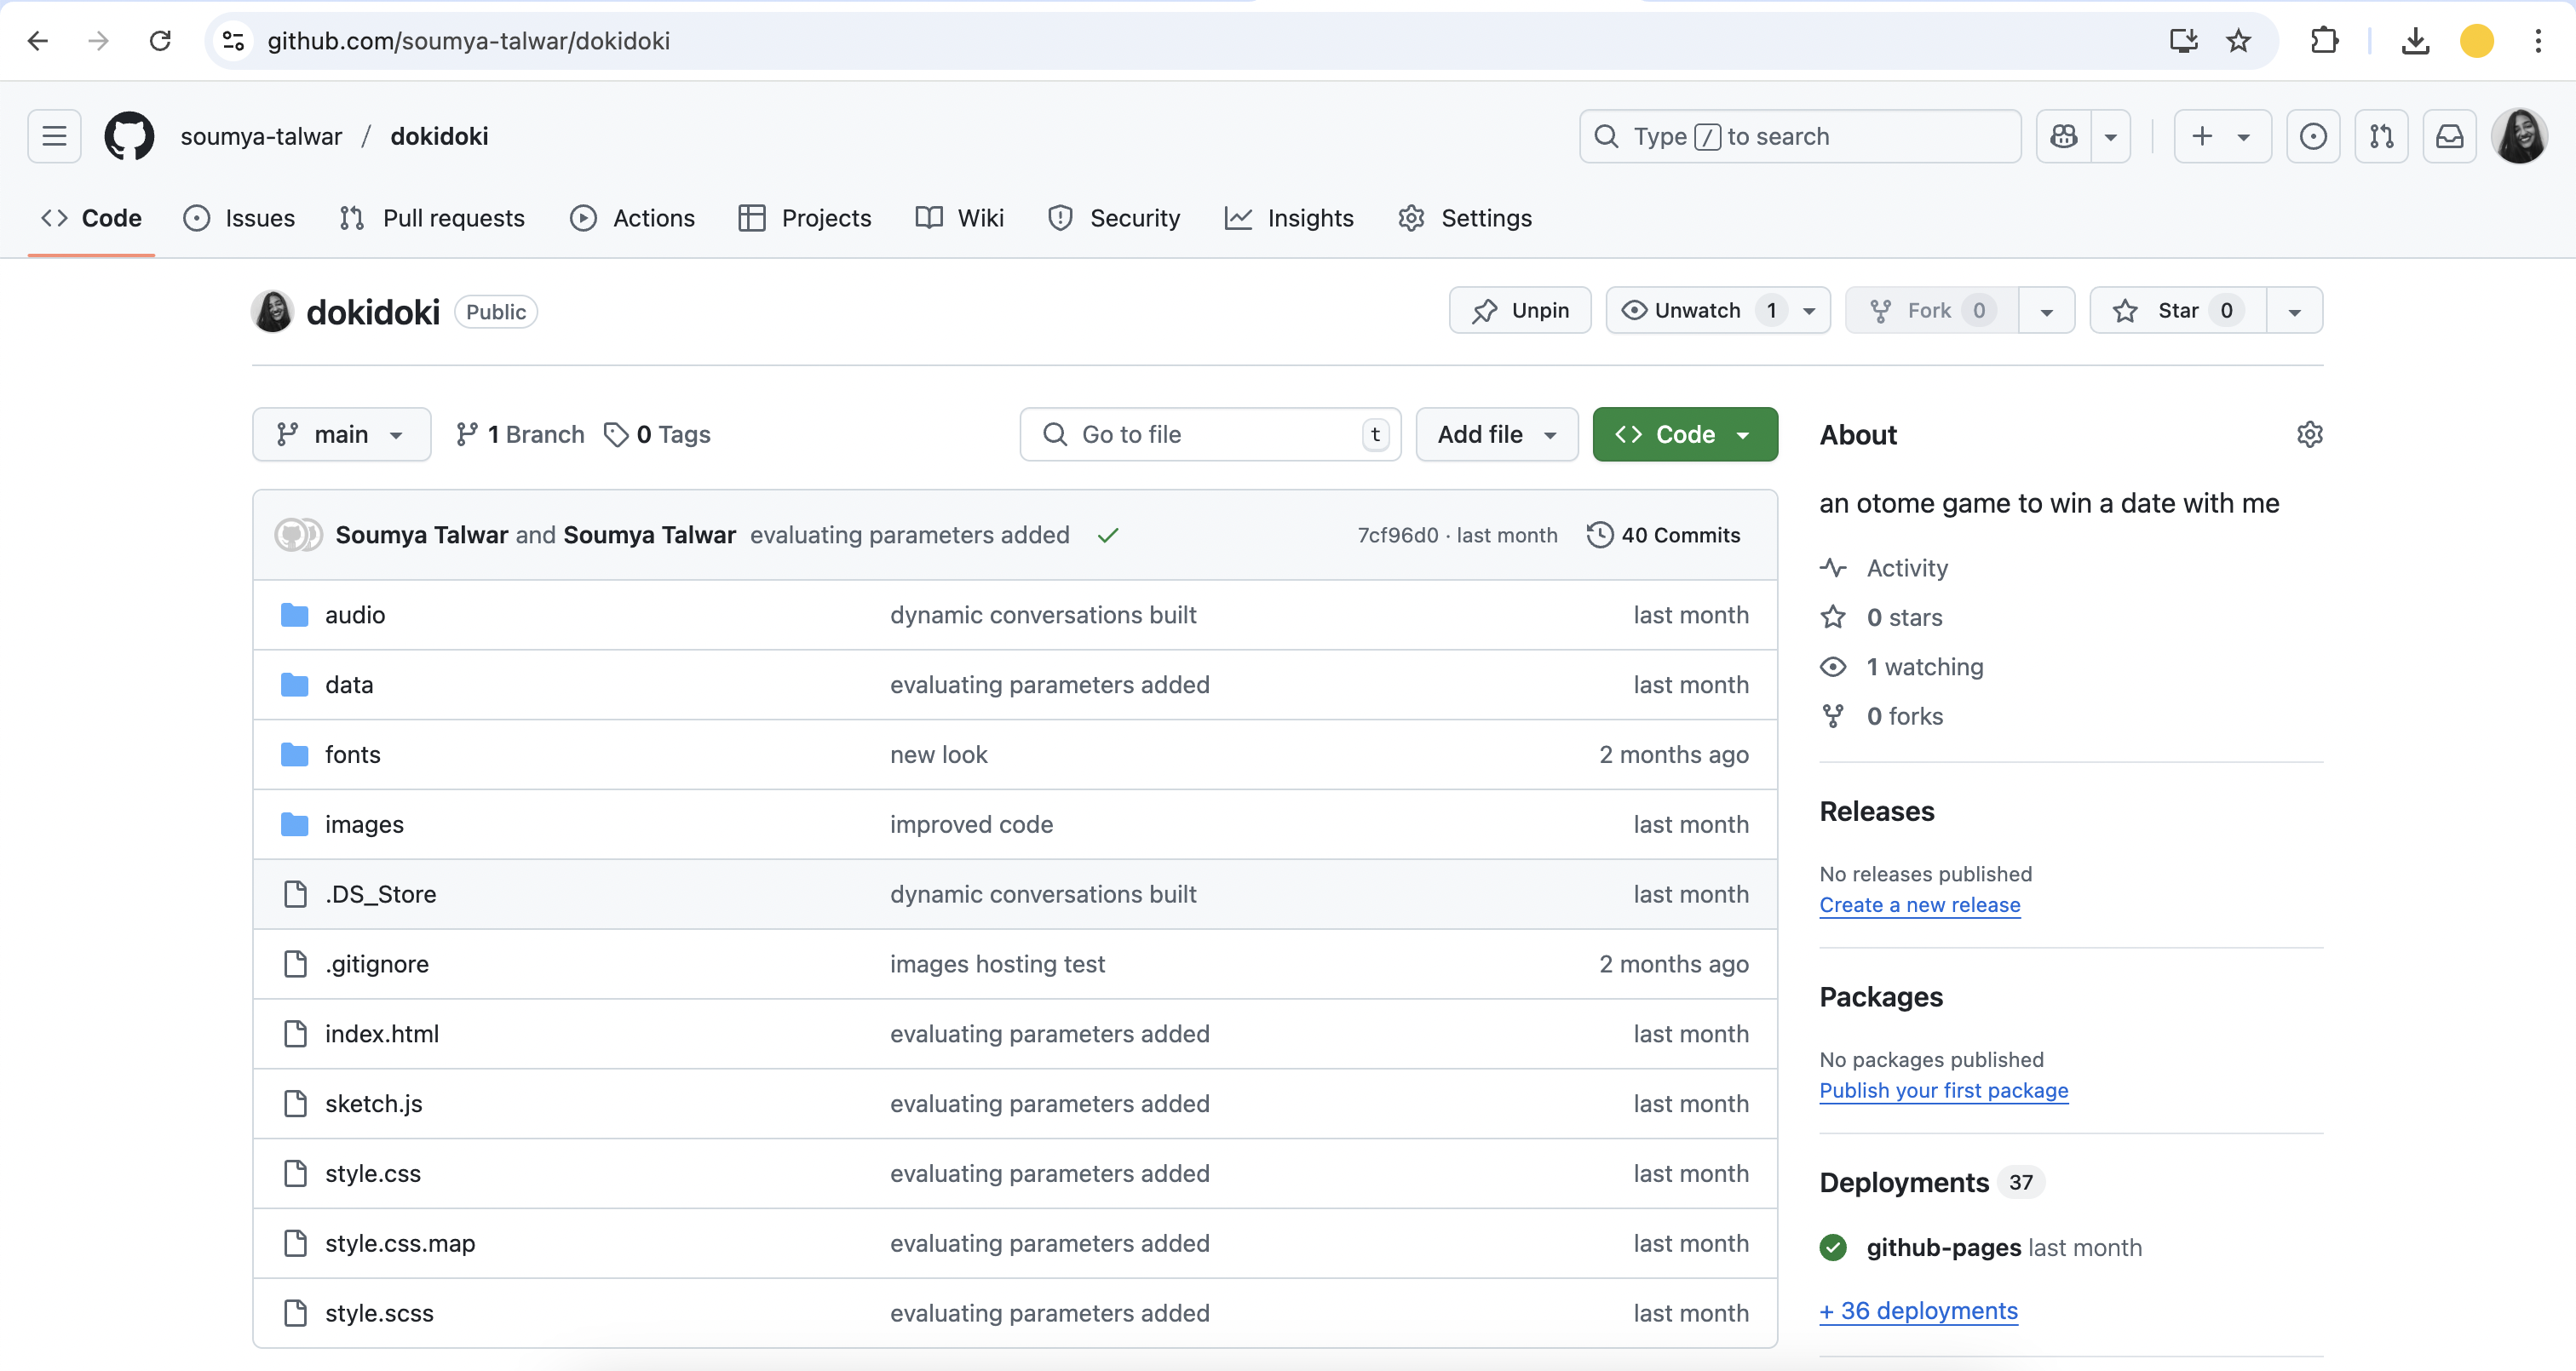 github.com/soumya-talwar/dokidoki
soumya-talwar / dokidoki
Type / to search
Code Issues Pull requests Actions Projects Wiki Security Insights Settings
dokidoki Public
Unpin Unwatch 1 Fork 0 Star 0
main 1 Branch 0 Tags
Go to file t Add file Code
Soumya Talwar and Soumya Talwar evaluating parameters added 7cf96d0 · last month 40 Commits
audio dynamic conversations built last month
data evaluating parameters added last month
fonts new look 2 months ago
images improved code last month
.DS_Store dynamic conversations built last month
.gitignore images hosting test 2 months ago
index.html evaluating parameters added last month
sketch.js evaluating parameters added last month
style.css evaluating parameters added last month
style.css.map evaluating parameters added last month
style.scss evaluating parameters added last month
About
an otome game to win a date with me
Activity
0 stars
1 watching
0 forks
Releases
No releases published
Create a new release
Packages
No packages published
Publish your first package
Deployments 37
github-pages last month
+ 36 deployments